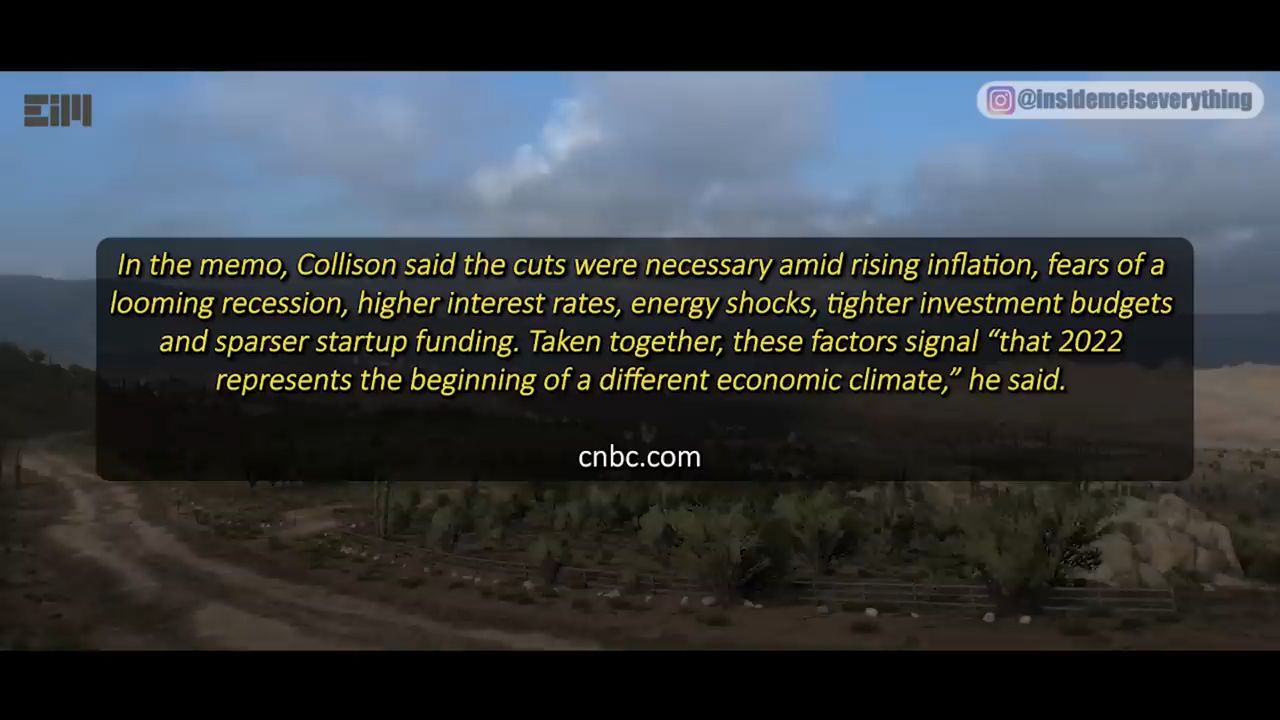 EiM
@insidemeiseverything
In the memo, Collison said the cuts were necessary amid rising inflation, fears of a
looming recession, higher interest rates, energy shocks, tighter investment budgets
and sparser startup funding. Taken together, these factors signal “that 2022
represents the beginning of a different economic climate,” he said.
cnbc.com